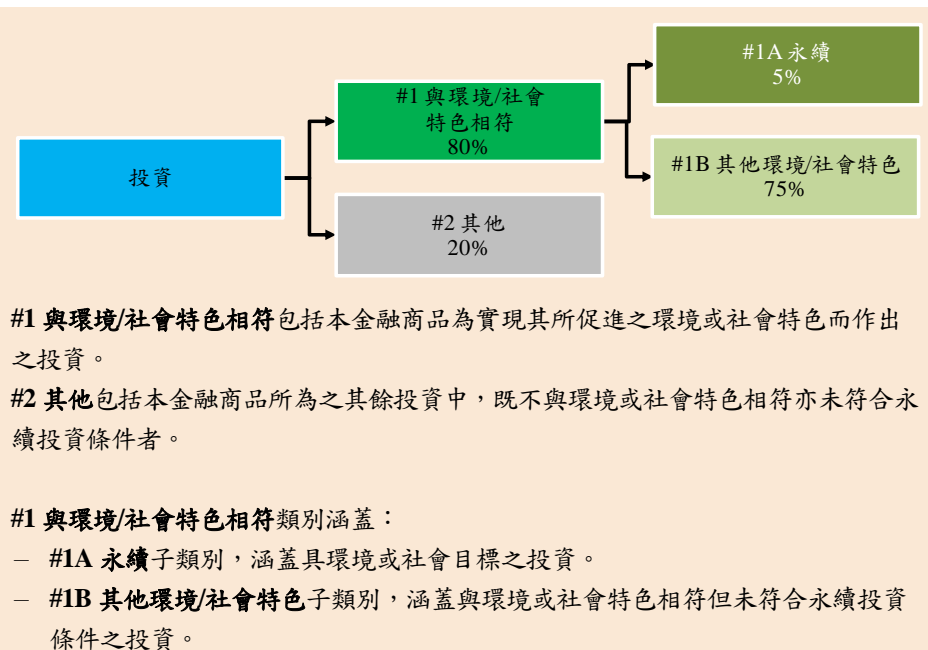 #1A 永續
5%
#1 與環境/社會
特色相符
80%
投資
#1B 其他環境/社會特色
75%
#2 其他
20%
#1 與環境/社會特色相符包括本金融商品為實現其所促進之環境或社會特色而作出
之投資。
#2 其他包括本金融商品所為之其餘投資中，既不與環境或社會特色相符亦未符合永
續投資條件者。
#1 與環境/社會特色相符類別涵蓋：
– #1A 永續子類別，涵蓋具環境或社會目標之投資。
– #1B 其他環境/社會特色子類別，涵蓋與環境或社會特色相符但未符合永續投資
條件之投資。